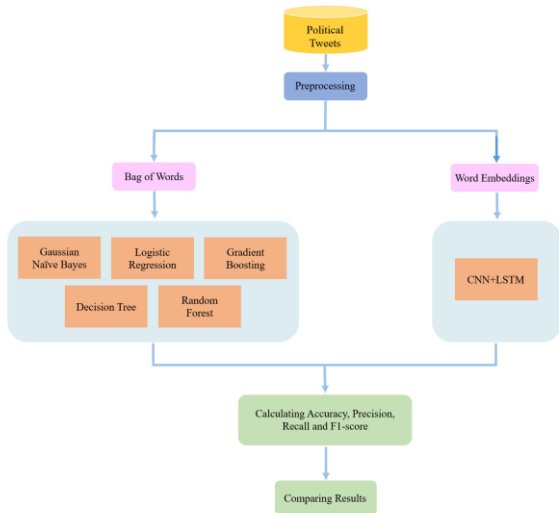 Political
Tweets
Preprocessing
Bag of Words
Word Embeddings
Gaussian
Naïve Bayes
Logistic
Regression
Gradient
Boosting
Decision Tree
Random
Forest
CNN+LSTM
Calculating Accuracy, Precision,
Recall and F1-score
Comparing Results